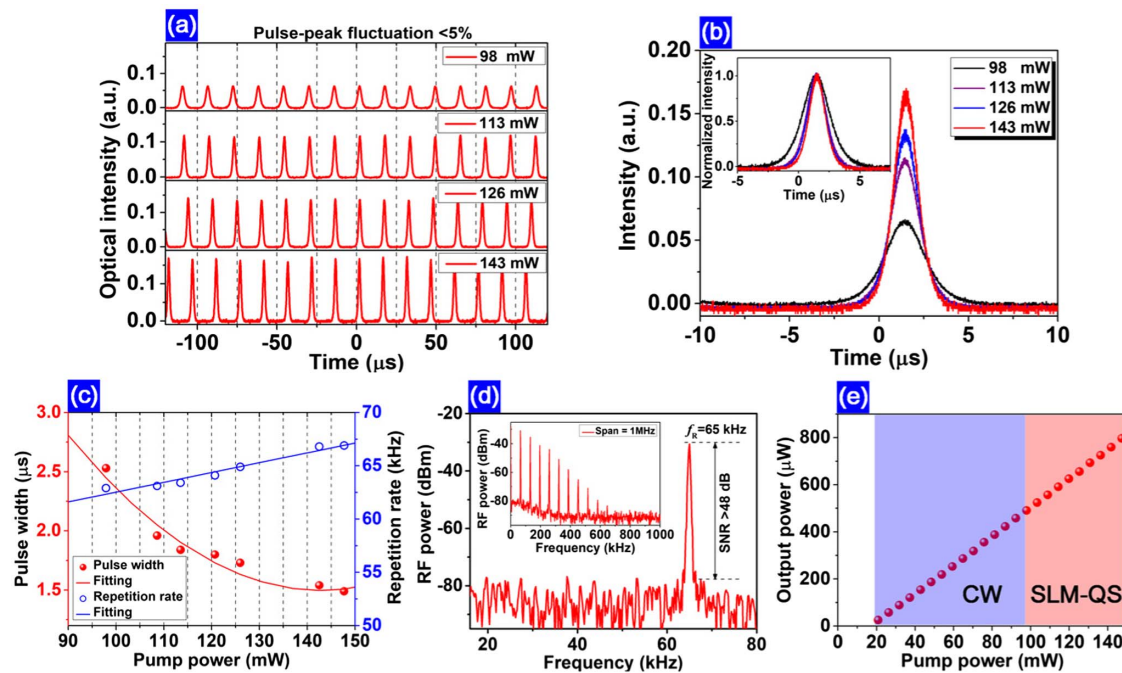 (a)
Pulse-peak fluctuation <5%
98 mW
113 mW
126 mW
143 mW
0.1
0.0
0.1
0.0
0.1
0.0
0.1
0.0
Optical intensity (a.u.)
-100 -50 0 50 100
Time (μs)
(b)
0.20
0.15
0.10
0.05
0.00
Intensity (a.u.)
-10 -5 0 5 10
Time (μs)
98 mW
113 mW
126 mW
143 mW
Normalized intensity
1.0
0.5
0.0
-5 0 5
Time (μs)
(c)
3.0
2.5
2.0
1.5
Pulse width (μs)
70
67
65
62
60
57
55
52
50
Repetition rate (kHz)
Pulse width
Fitting
Repetition rate
Fitting
90 100 110 120 130 140 150
Pump power (mW)
(d)
-20
-40
-60
-80
RF power (dBm)
20 30 40 50 60 70 80
Frequency (kHz)
fR=65 kHz
SNR >48 dB
Span = 1MHz
-40
-60
-80
RF power (dBm)
0 200 400 600 800 1000
Frequency (kHz)
(e)
800
600
400
200
0
Output power (μW)
CW
SLM-QS
0 20 40 60 80 100 120 140
Pump power (mW)